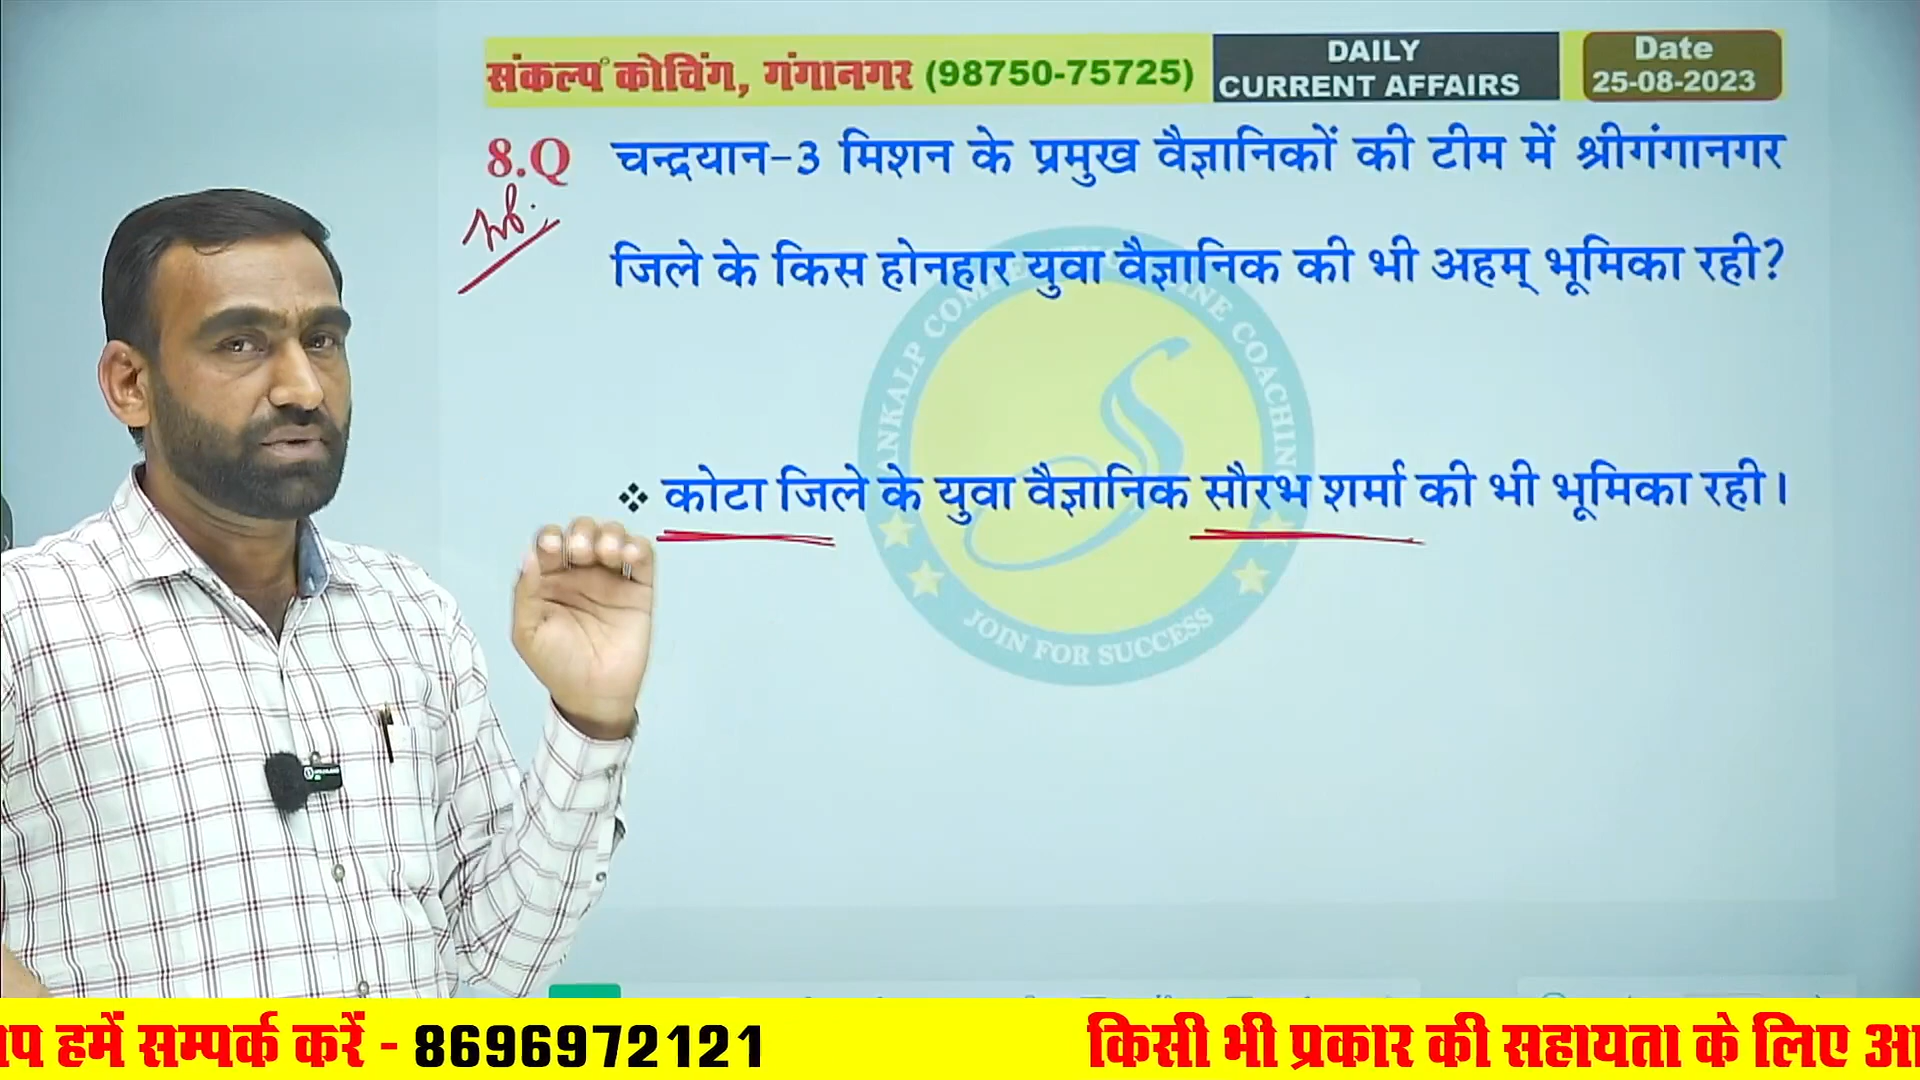 संकल्प कोचिंग, गंगानगर (98750-75725)
DAILY
CURRENT AFFAIRS
Date
25-08-2023
8.Q चन्द्रयान-3 मिशन के प्रमुख वैज्ञानिकों की टीम में श्रीगंगानगर
जिले के किस होनहार युवा वैज्ञानिक की भी अहम् भूमिका रही?
❖ कोटा जिले के युवा वैज्ञानिक सौरभ शर्मा की भी भूमिका रही।
JOIN FOR SUCCESS
हमें सम्पर्क करें - 8696972121
किसी भी प्रकार की सहायता के लिए